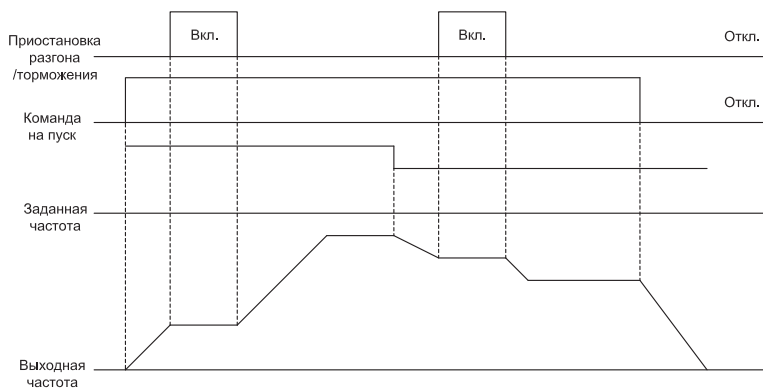 Вкл.
Вкл.
Откл.
Приостановка
разгона
/торможения
Откл.
Команда
на пуск
Заданная
частота
Выходная
частота